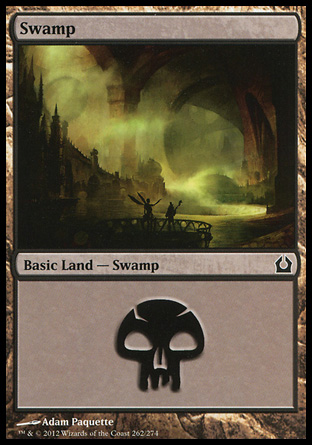 Swamp
Basic Land — Swamp
Adam Paquette
™ & © 2012 Wizards of the Coast 262/274